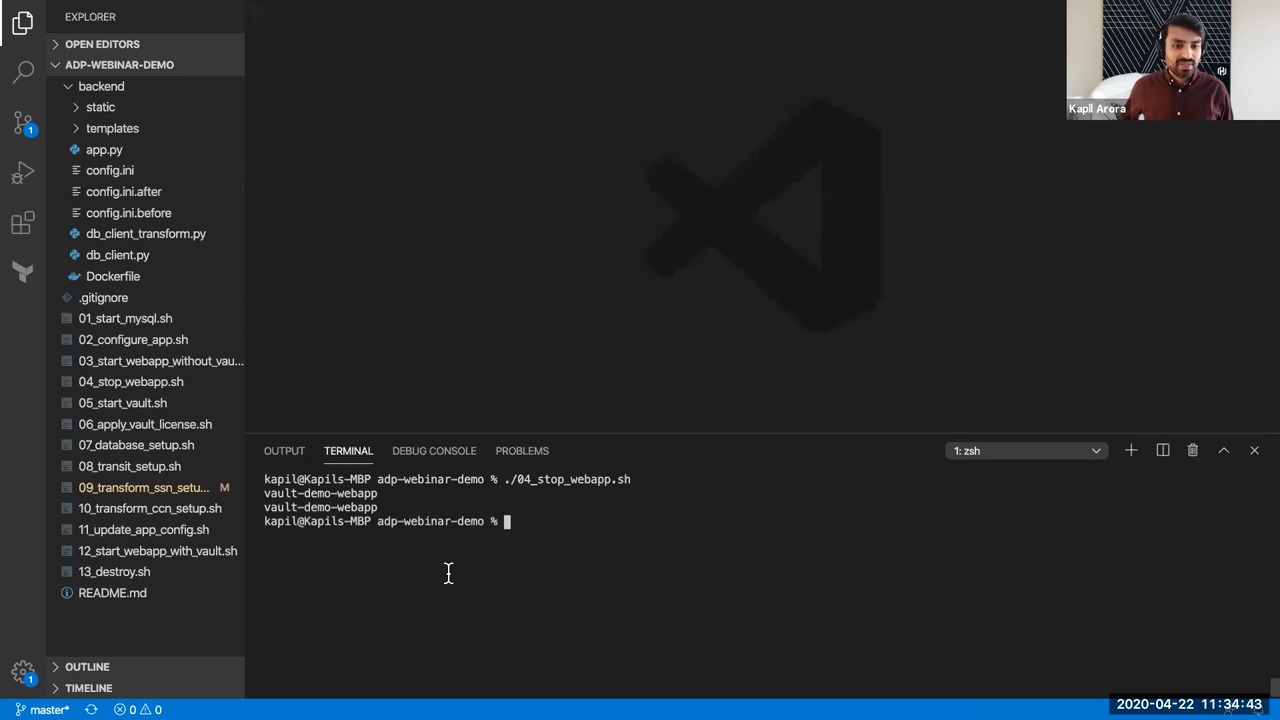 EXPLORER
OPEN EDITORS
ADP-WEBINAR-DEMO
backend
static
templates
app.py
config.ini
config.ini.after
config.ini.before
db_client_transform.py
db_client.py
Dockerfile
.gitignore
01_start_mysql.sh
02_configure_app.sh
03_start_webapp_without_vau...
04_stop_webapp.sh
05_start_vault.sh
06_apply_vault_license.sh
07_database_setup.sh
08_transit_setup.sh
09_transform_ssn_setu... M
10_transform_ccn_setup.sh
11_update_app_config.sh
12_start_webapp_with_vault.sh
13_destroy.sh
README.md
OUTLINE
TIMELINE
1
1
master*
0 0
Kapil Arora
OUTPUT TERMINAL DEBUG CONSOLE PROBLEMS
1: zsh
kapil@Kapils-MBP adp-webinar-demo % ./04_stop_webapp.sh
vault-demo-webapp
vault-demo-webapp
kapil@Kapils-MBP adp-webinar-demo %
2020-04-22 11:34:43